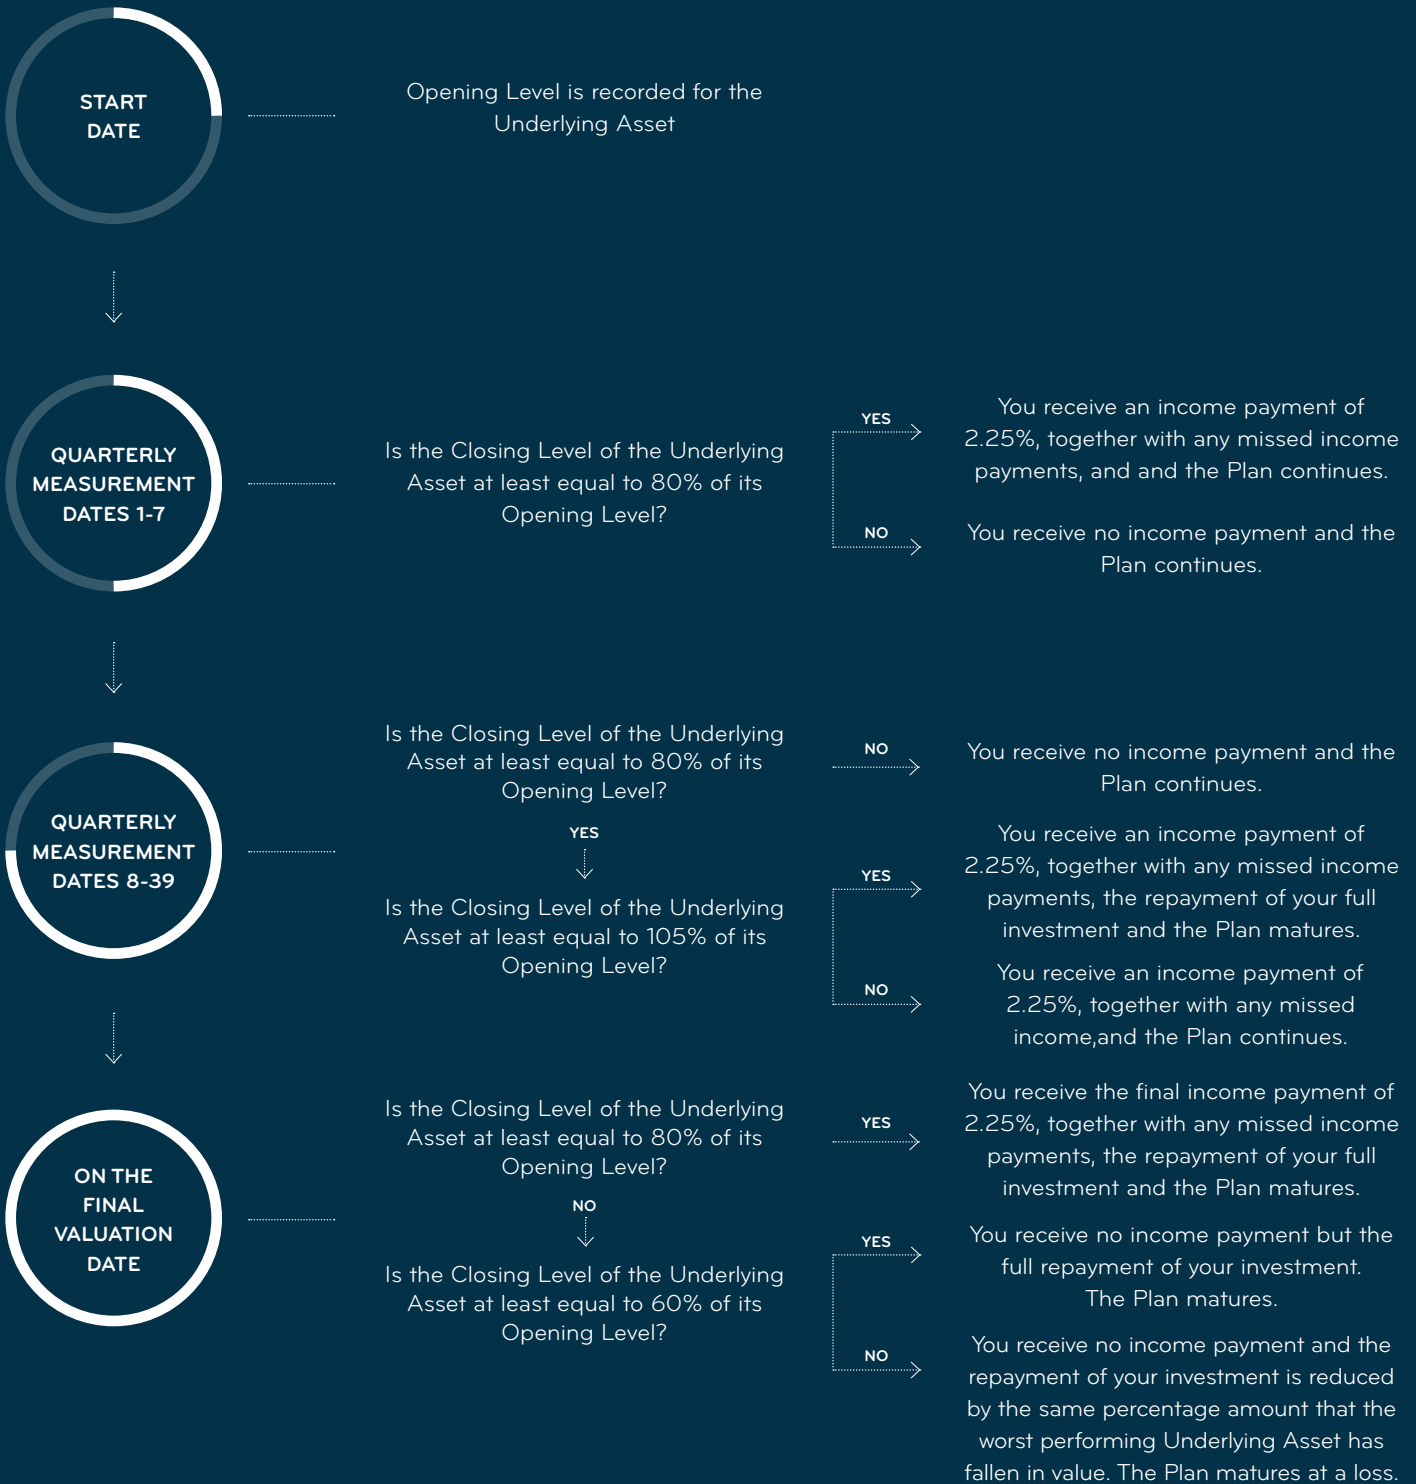 START
DATE
Opening Level is recorded for the
Underlying Asset
QUARTERLY
MEASUREMENT
DATES 1-7
Is the Closing Level of the Underlying
Asset at least equal to 80% of its
Opening Level?
YES
You receive an income payment of
2.25%, together with any missed income
payments, and and the Plan continues.
NO
You receive no income payment and the
Plan continues.
QUARTERLY
MEASUREMENT
DATES 8-39
Is the Closing Level of the Underlying
Asset at least equal to 80% of its
Opening Level?
NO
You receive no income payment and the
Plan continues.
YES
Is the Closing Level of the Underlying
Asset at least equal to 105% of its
Opening Level?
YES
You receive an income payment of
2.25%, together with any missed income
payments, the repayment of your full
investment and the Plan matures.
NO
You receive an income payment of
2.25%, together with any missed
income,and the Plan continues.
ON THE
FINAL
VALUATION
DATE
Is the Closing Level of the Underlying
Asset at least equal to 80% of its
Opening Level?
YES
You receive the final income payment of
2.25%, together with any missed income
payments, the repayment of your full
investment and the Plan matures.
NO
Is the Closing Level of the Underlying
Asset at least equal to 60% of its
Opening Level?
YES
You receive no income payment but the
full repayment of your investment.
The Plan matures.
NO
You receive no income payment and the
repayment of your investment is reduced
by the same percentage amount that the
worst performing Underlying Asset has
fallen in value. The Plan matures at a loss.